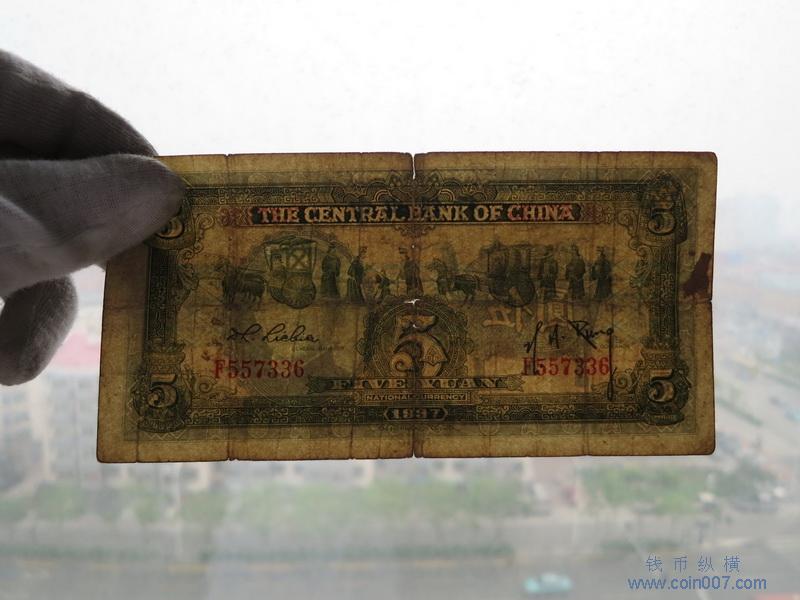 5 5
THE CENTRAL BANK OF CHINA
5
F557336 F557336
FIVE YUAN
5 5
NATIONAL CURRENCY
1937
钱币纵横
www.coin007.com